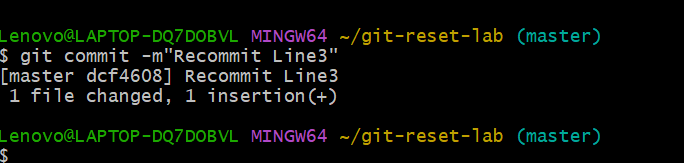 Lenovo@LAPTOP-DQ7DOBVL MINGW64 ~/git-reset-lab (master)
$ git commit -m"Recommit Line3"
[master dcf4608] Recommit Line3
 1 file changed, 1 insertion(+)
Lenovo@LAPTOP-DQ7DOBVL MINGW64 ~/git-reset-lab (master)
$